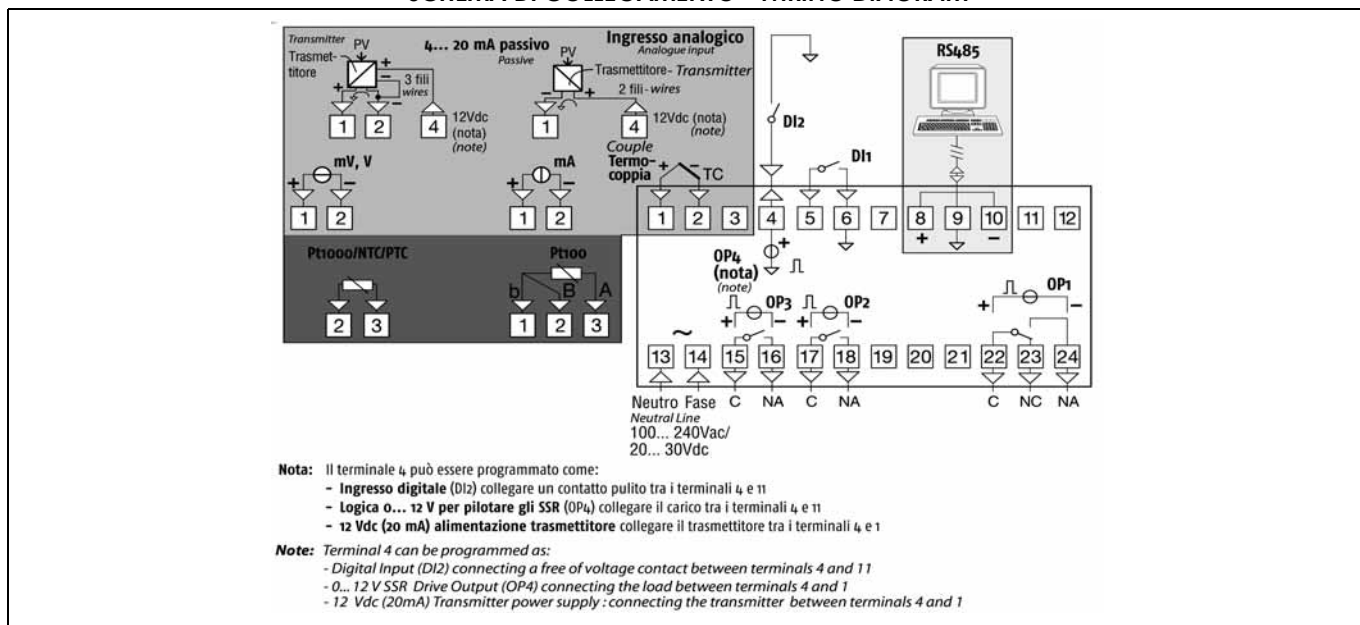 SCHEMA DI COLLEGAMENTO - WIRING DIAGRAM
Transmitter
Trasmet-
titore
PV
4... 20 mA passivo
Passive
Ingresso analogico
Analogue input
PV
Trasmettitore - Transmitter
+
−
3 fili
wires
+
−
2 fili - wires
−
+
1
2
4
12Vdc
(nota)
(note)
1
4
12Vdc (nota)
(note)
DI2
RS485
mV, V
+
−
1
2
mA
+
−
1
2
Couple
Termo-
coppia
+
−
TC
DI1
1
2
3
4
5
6
7
8
9
10
11
12
+
−
Pt1000/NTC/PTC
2
3
Pt100
b
B
A
1
2
3
+
OP4
(nota)
(note)
OP3
+
−
OP2
+
−
OP1
+
−
~
13
14
15
16
17
18
19
20
21
22
23
24
Neutro Fase
C
NA
C
NA
C
NC
NA
Neutral Line
100... 240Vac/
20... 30Vdc
Nota: Il terminale 4 può essere programmato come:
– Ingresso digitale (DI2) collegare un contatto pulito tra i terminali 4 e 11
– Logica 0... 12 V per pilotare gli SSR (OP4) collegare il carico tra i terminali 4 e 11
– 12 Vdc (20 mA) alimentazione trasmettitore collegare il trasmettitore tra i terminali 4 e 1
Note: Terminal 4 can be programmed as:
- Digital Input (DI2) connecting a free of voltage contact between terminals 4 and 11
- 0... 12 V SSR Drive Output (OP4) connecting the load between terminals 4 and 1
- 12 Vdc (20mA) Transmitter power supply : connecting the transmitter between terminals 4 and 1